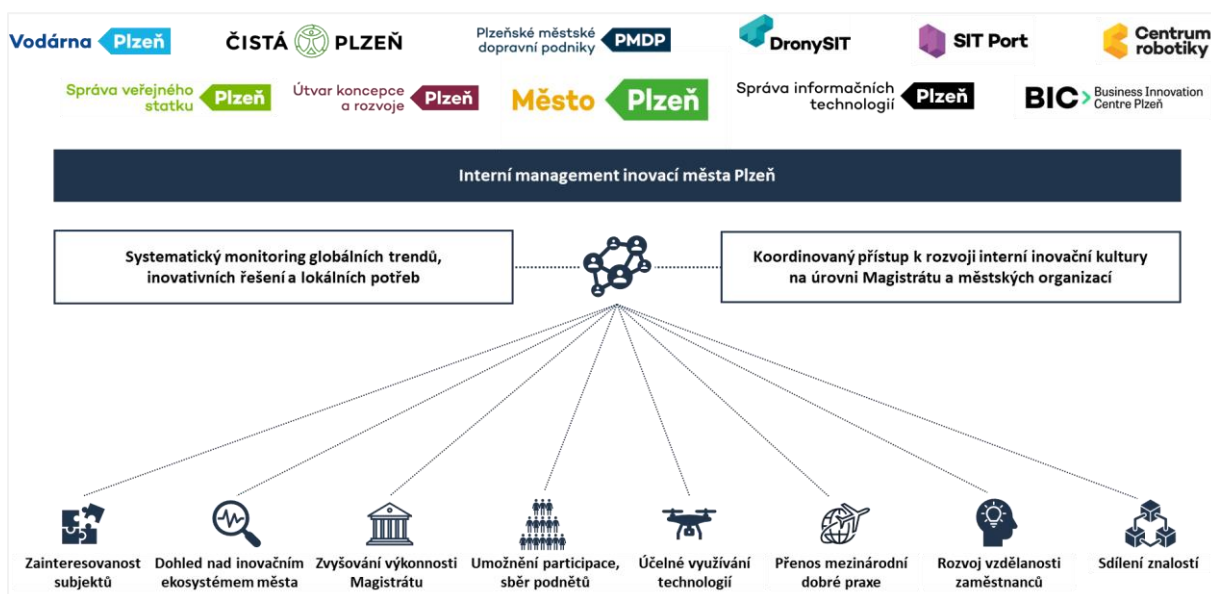 Vodárna Plzeň
ČISTÁ PLZEŇ
Plzeňské městské
dopravní podniky PMDP
DronySIT
SIT Port
Centrum
robotiky
Správa veřejného
statku Plzeň
Útvar koncepce
a rozvoje Plzeň
Město Plzeň
Správa informačních
technologií Plzeň
BIC Business Innovation
Centre Plzeň
Interní management inovací města Plzeň
Systematický monitoring globálních trendů,
inovativních řešení a lokálních potřeb
Koordinovaný přístup k rozvoji interní inovační kultury
na úrovni Magistrátu a městských organizací
Zainteresovanost
subjektů
Dohled nad inovačním
ekosystémem města
Zvyšování výkonnosti
Magistrátu
Umožnění participace,
sběr podnětů
Účelné využívání
technologií
Přenos mezinárodní
dobré praxe
Rozvoj vzdělanosti
zaměstnanců
Sdílení znalostí